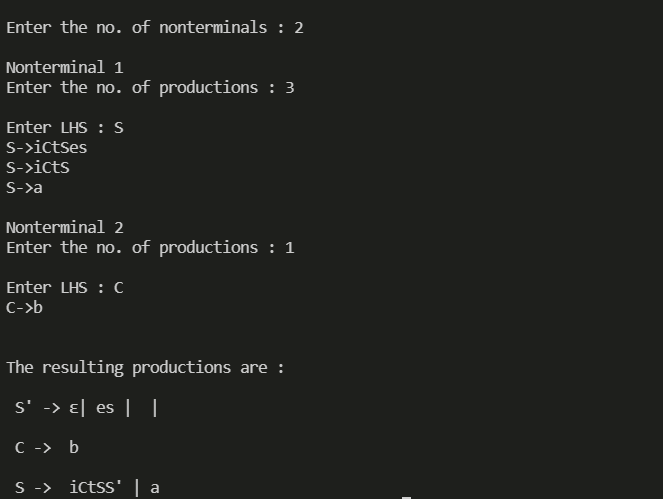 Enter the no. of nonterminals : 2
Nonterminal 1
Enter the no. of productions : 3
Enter LHS : S
S->iCtSes
S->iCtS
S->a
Nonterminal 2
Enter the no. of productions : 1
Enter LHS : C
C->b
The resulting productions are :
S' -> ε| es |  |
C ->  b
S ->  iCtSS' | a